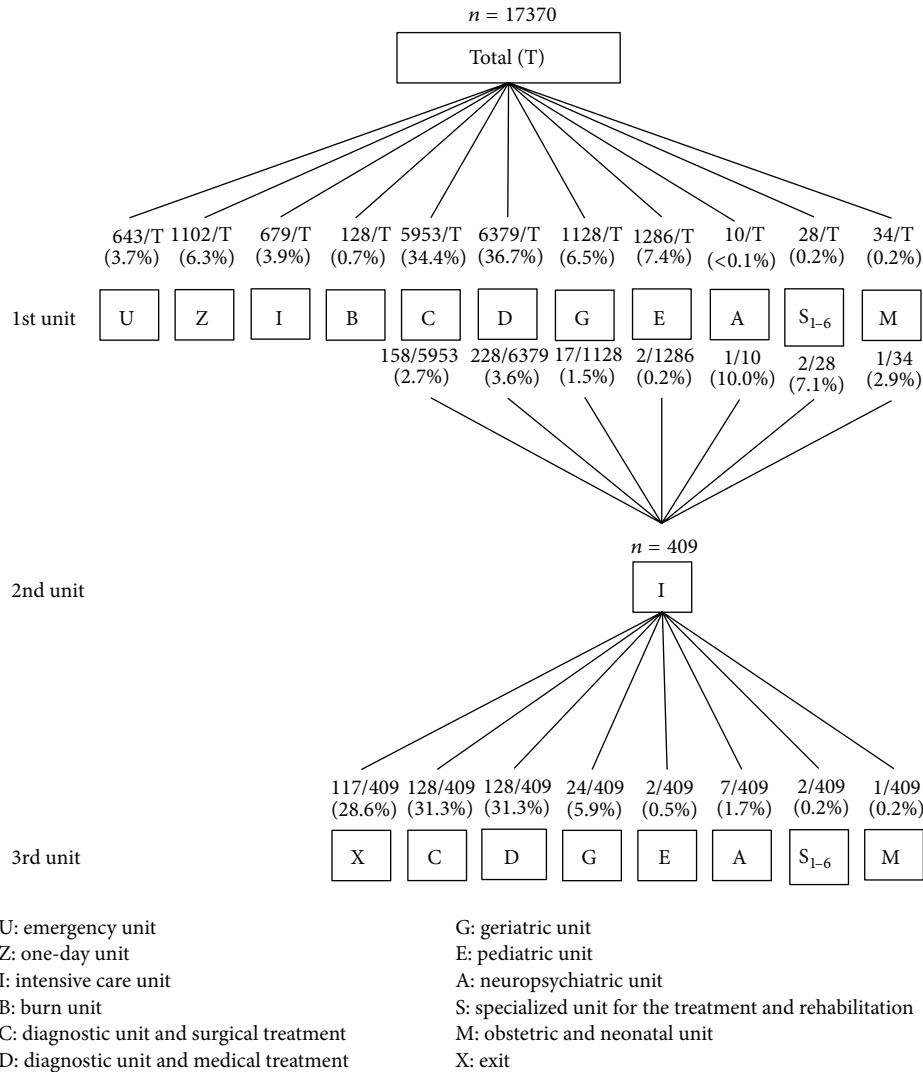 n = 17370
Total (T)
643/T 1102/T 679/T 128/T 5953/T 6379/T 1128/T 1286/T 10/T 28/T 34/T
(3.7%) (6.3%) (3.9%) (0.7%) (34.4%) (36.7%) (6.5%) (7.4%) (<0.1%) (0.2%) (0.2%)
1st unit U Z I B C D G E A S1–6 M
158/5953 228/6379 17/1128 2/1286 1/10 2/28 1/34
(2.7%) (3.6%) (1.5%) (0.2%) (10.0%) (7.1%) (2.9%)
n = 409
2nd unit I
117/409 128/409 128/409 24/409 2/409 7/409 2/409 1/409
(28.6%) (31.3%) (31.3%) (5.9%) (0.5%) (1.7%) (0.2%) (0.2%)
3rd unit X C D G E A S1–6 M
U: emergency unit
Z: one-day unit
I: intensive care unit
B: burn unit
C: diagnostic unit and surgical treatment
D: diagnostic unit and medical treatment
G: geriatric unit
E: pediatric unit
A: neuropsychiatric unit
S: specialized unit for the treatment and rehabilitation
M: obstetric and neonatal unit
X: exit